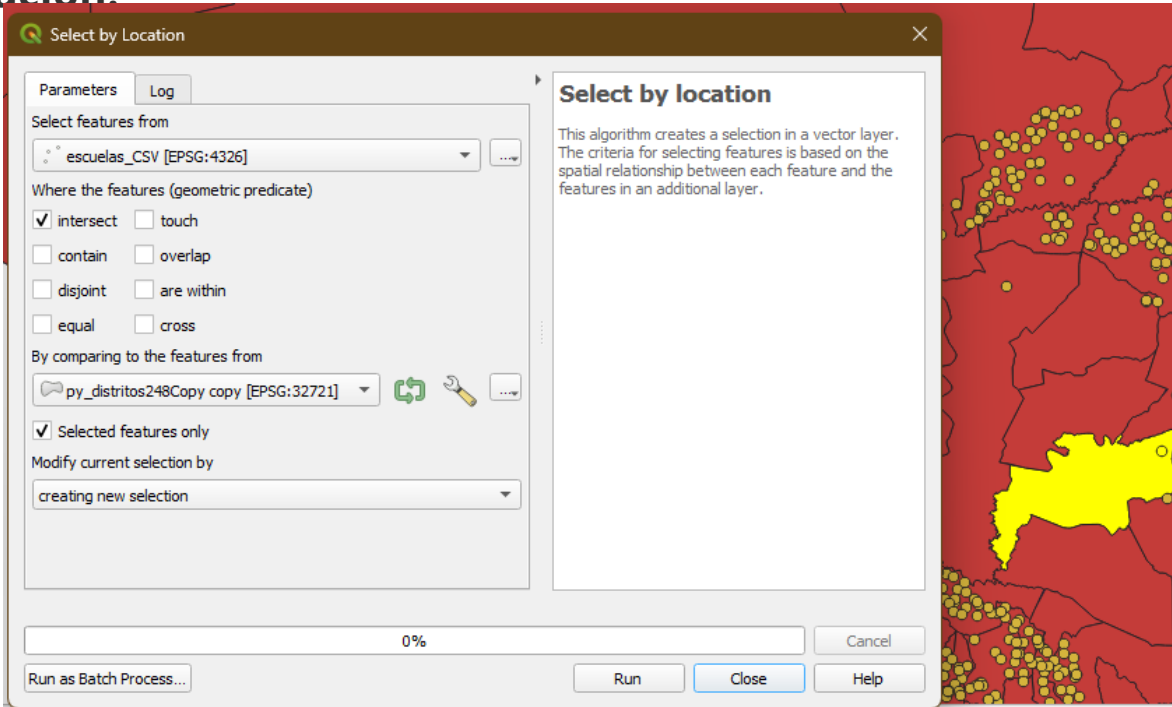 Select by Location
Parameters
Log
Select features from
escuelas_CSV [EPSG:4326]
...
Where the features (geometric predicate)
intersect
touch
contain
overlap
disjoint
are within
equal
cross
By comparing to the features from
py_distritos248Copy copy [EPSG:32721]
...
Selected features only
Modify current selection by
creating new selection
Select by location
This algorithm creates a selection in a vector layer.
The criteria for selecting features is based on the
spatial relationship between each feature and the
features in an additional layer.
0%
Cancel
Run as Batch Process...
Run
Close
Help